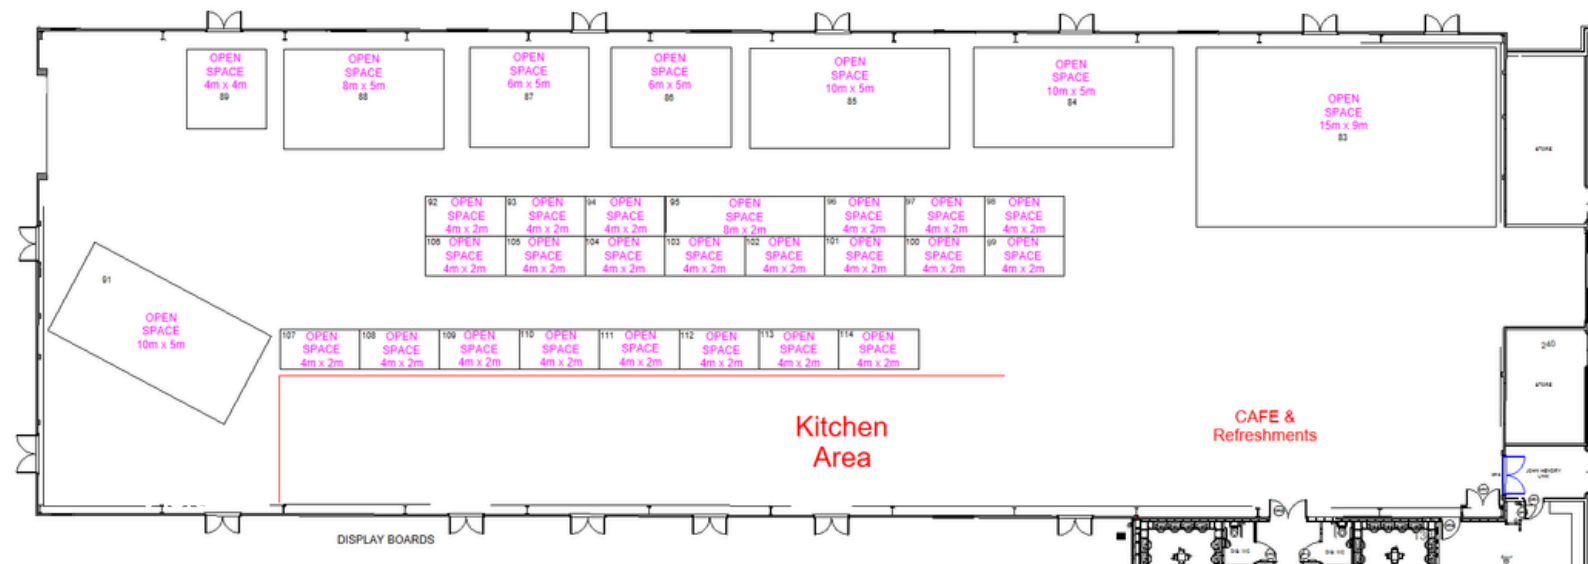 OPEN
SPACE
4m x 4m
89
OPEN
SPACE
8m x 5m
88
OPEN
SPACE
6m x 5m
87
OPEN
SPACE
6m x 5m
86
OPEN
SPACE
10m x 5m
85
OPEN
SPACE
10m x 5m
84
OPEN
SPACE
15m x 9m
83
STORE
92 OPEN
SPACE
4m x 2m
93 OPEN
SPACE
4m x 2m
94 OPEN
SPACE
4m x 2m
95 OPEN
SPACE
8m x 2m
96 OPEN
SPACE
4m x 2m
97 OPEN
SPACE
4m x 2m
98 OPEN
SPACE
4m x 2m
106 OPEN
SPACE
4m x 2m
105 OPEN
SPACE
4m x 2m
104 OPEN
SPACE
4m x 2m
103 OPEN
SPACE
4m x 2m
102 OPEN
SPACE
4m x 2m
101 OPEN
SPACE
4m x 2m
100 OPEN
SPACE
4m x 2m
99 OPEN
SPACE
4m x 2m
91
OPEN
SPACE
10m x 5m
107 OPEN
SPACE
4m x 2m
108 OPEN
SPACE
4m x 2m
109 OPEN
SPACE
4m x 2m
110 OPEN
SPACE
4m x 2m
111 OPEN
SPACE
4m x 2m
112 OPEN
SPACE
4m x 2m
113 OPEN
SPACE
4m x 2m
114 OPEN
SPACE
4m x 2m
240
STORE
Kitchen
Area
CAFE &
Refreshments
JOHN HENDRY
LINK
DISPLAY BOARDS